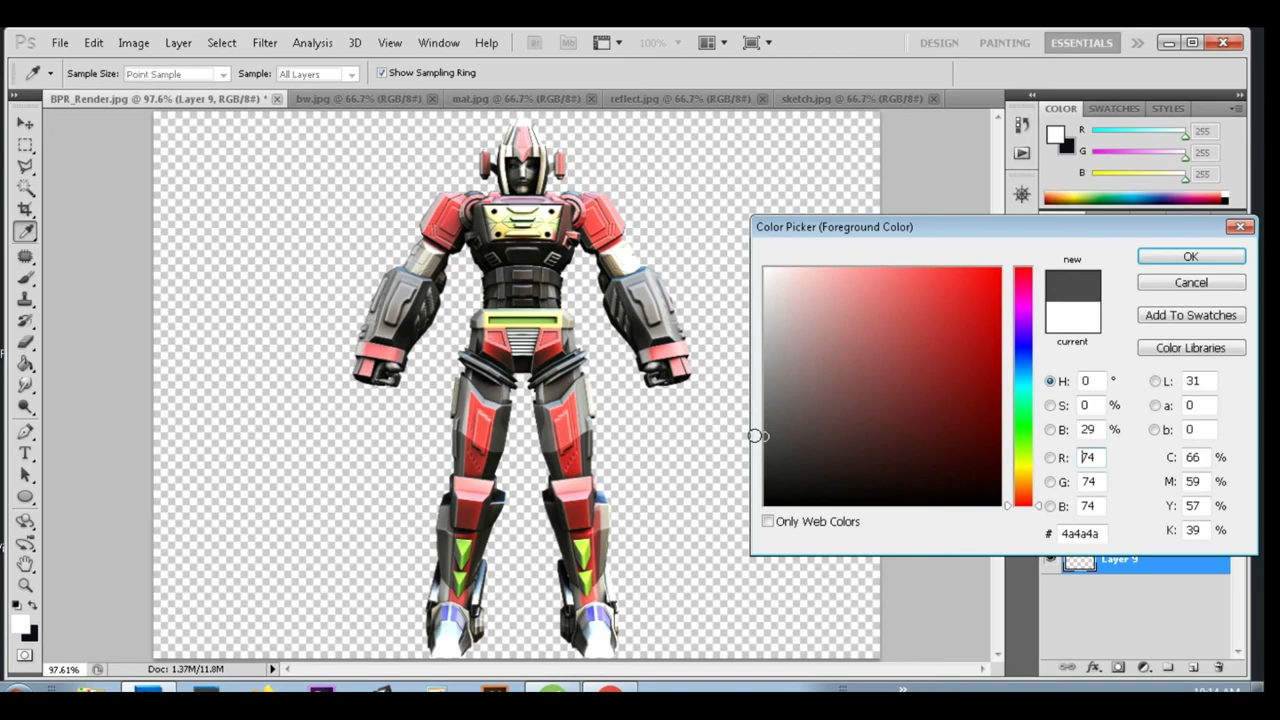 Ps File Edit Image Layer Select Filter Analysis 3D View Window Help Br Mb 100% DESIGN PAINTING ESSENTIALS
Sample Size: Point Sample Sample: All Layers Show Sampling Ring
BPR_Render.jpg @ 97.6% (Layer 9, RGB/8#) * bw.jpg @ 66.7% (RGB/8#) mat.jpg @ 66.7% (RGB/8#) reflect.jpg @ 66.7% (RGB/8#) sketch.jpg @ 66.7% (RGB/8#)
COLOR SWATCHES STYLES
R 255
G 255
B 255
Color Picker (Foreground Color)
new
current
OK
Cancel
Add To Swatches
Color Libraries
H: 0 ° L: 31
S: 0 % a: 0
B: 29 % b: 0
R: 74 C: 66 %
G: 74 M: 59 %
B: 74 Y: 57 %
# 4a4a4a K: 39 %
Only Web Colors
Layer 9
97.61% Doc: 1.37M/11.8M
10:14 AM